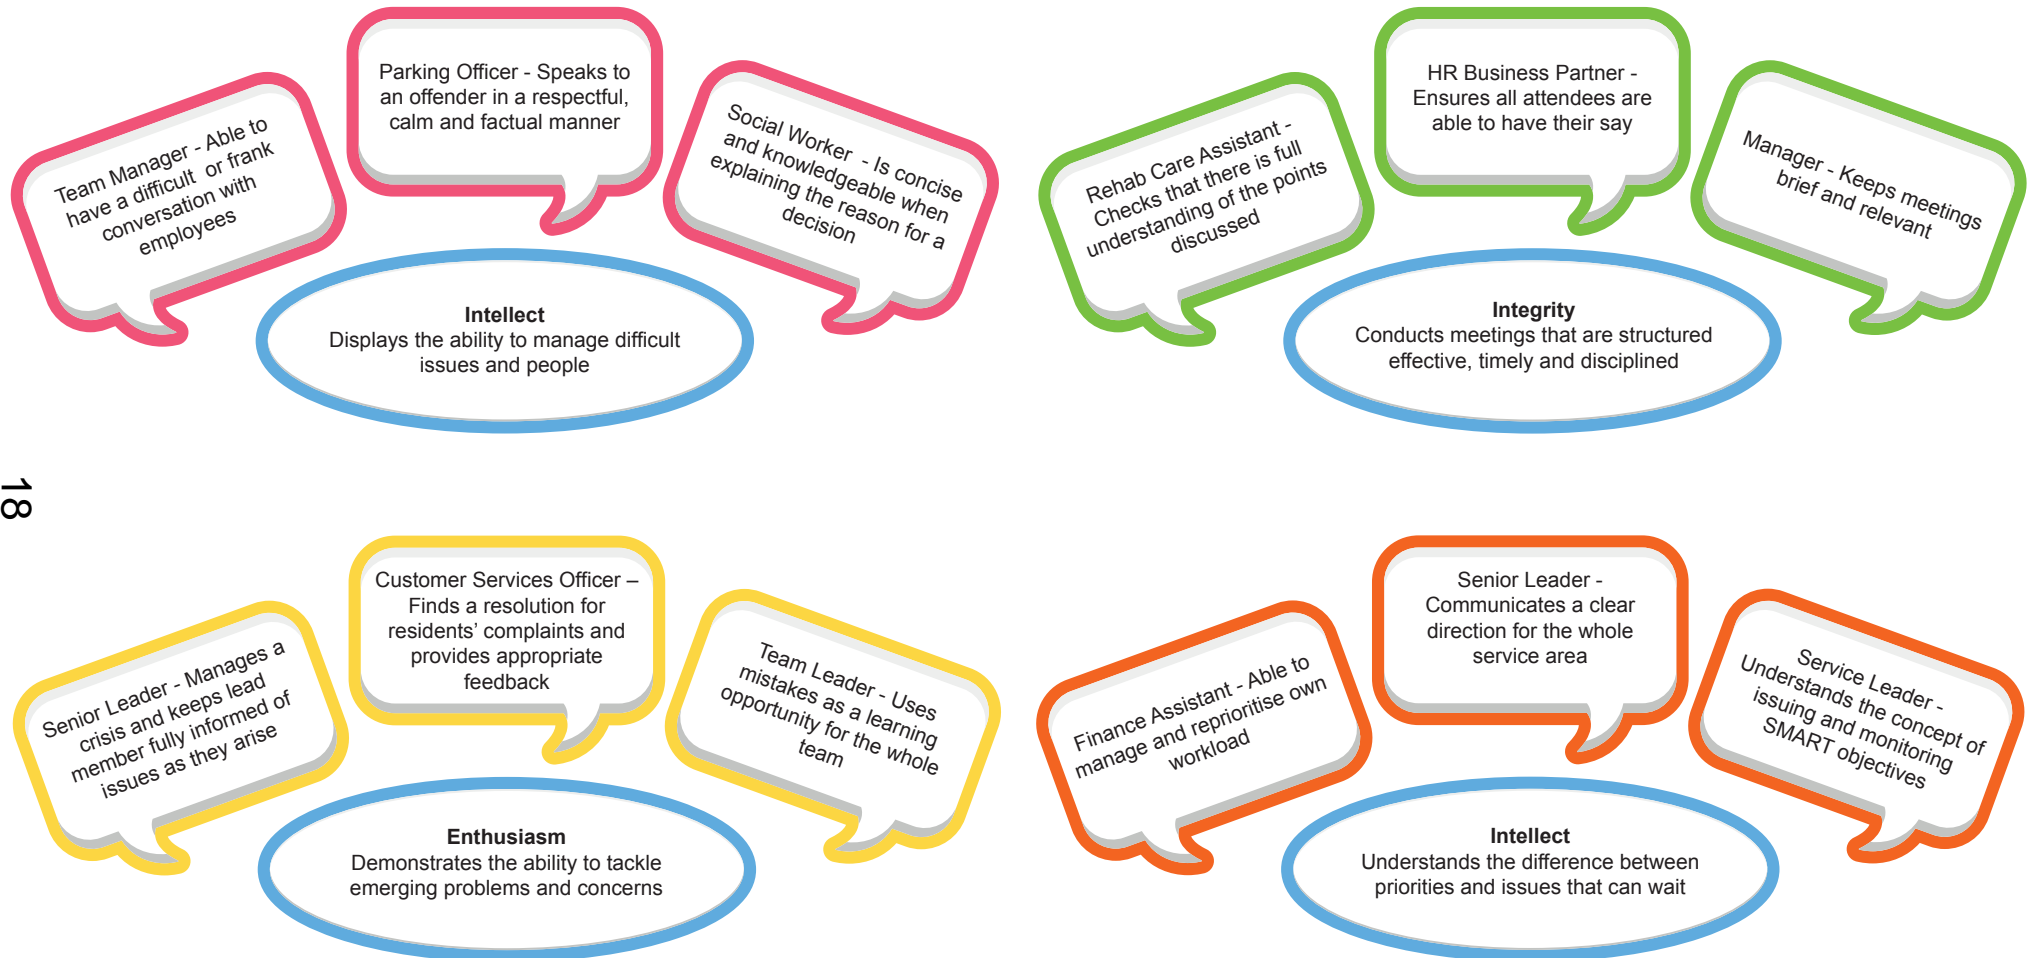 Team Manager - Able to
have a difficult or frank
conversation with
employees
Parking Officer - Speaks to
an offender in a respectful,
calm and factual manner
Social Worker - Is concise
and knowledgeable when
explaining the reason for a
decision
Intellect
Displays the ability to manage difficult
issues and people
Rehab Care Assistant -
Checks that there is full
understanding of the points
discussed
HR Business Partner -
Ensures all attendees are
able to have their say
Manager - Keeps meetings
brief and relevant
Integrity
Conducts meetings that are structured
effective, timely and disciplined
18
Senior Leader - Manages a
crisis and keeps lead
member fully informed of
issues as they arise
Customer Services Officer –
Finds a resolution for
residents’ complaints and
provides appropriate
feedback
Team Leader - Uses
mistakes as a learning
opportunity for the whole
team
Enthusiasm
Demonstrates the ability to tackle
emerging problems and concerns
Finance Assistant - Able to
manage and reprioritise own
workload
Senior Leader -
Communicates a clear
direction for the whole
service area
Service Leader -
Understands the concept of
issuing and monitoring
SMART objectives
Intellect
Understands the difference between
priorities and issues that can wait